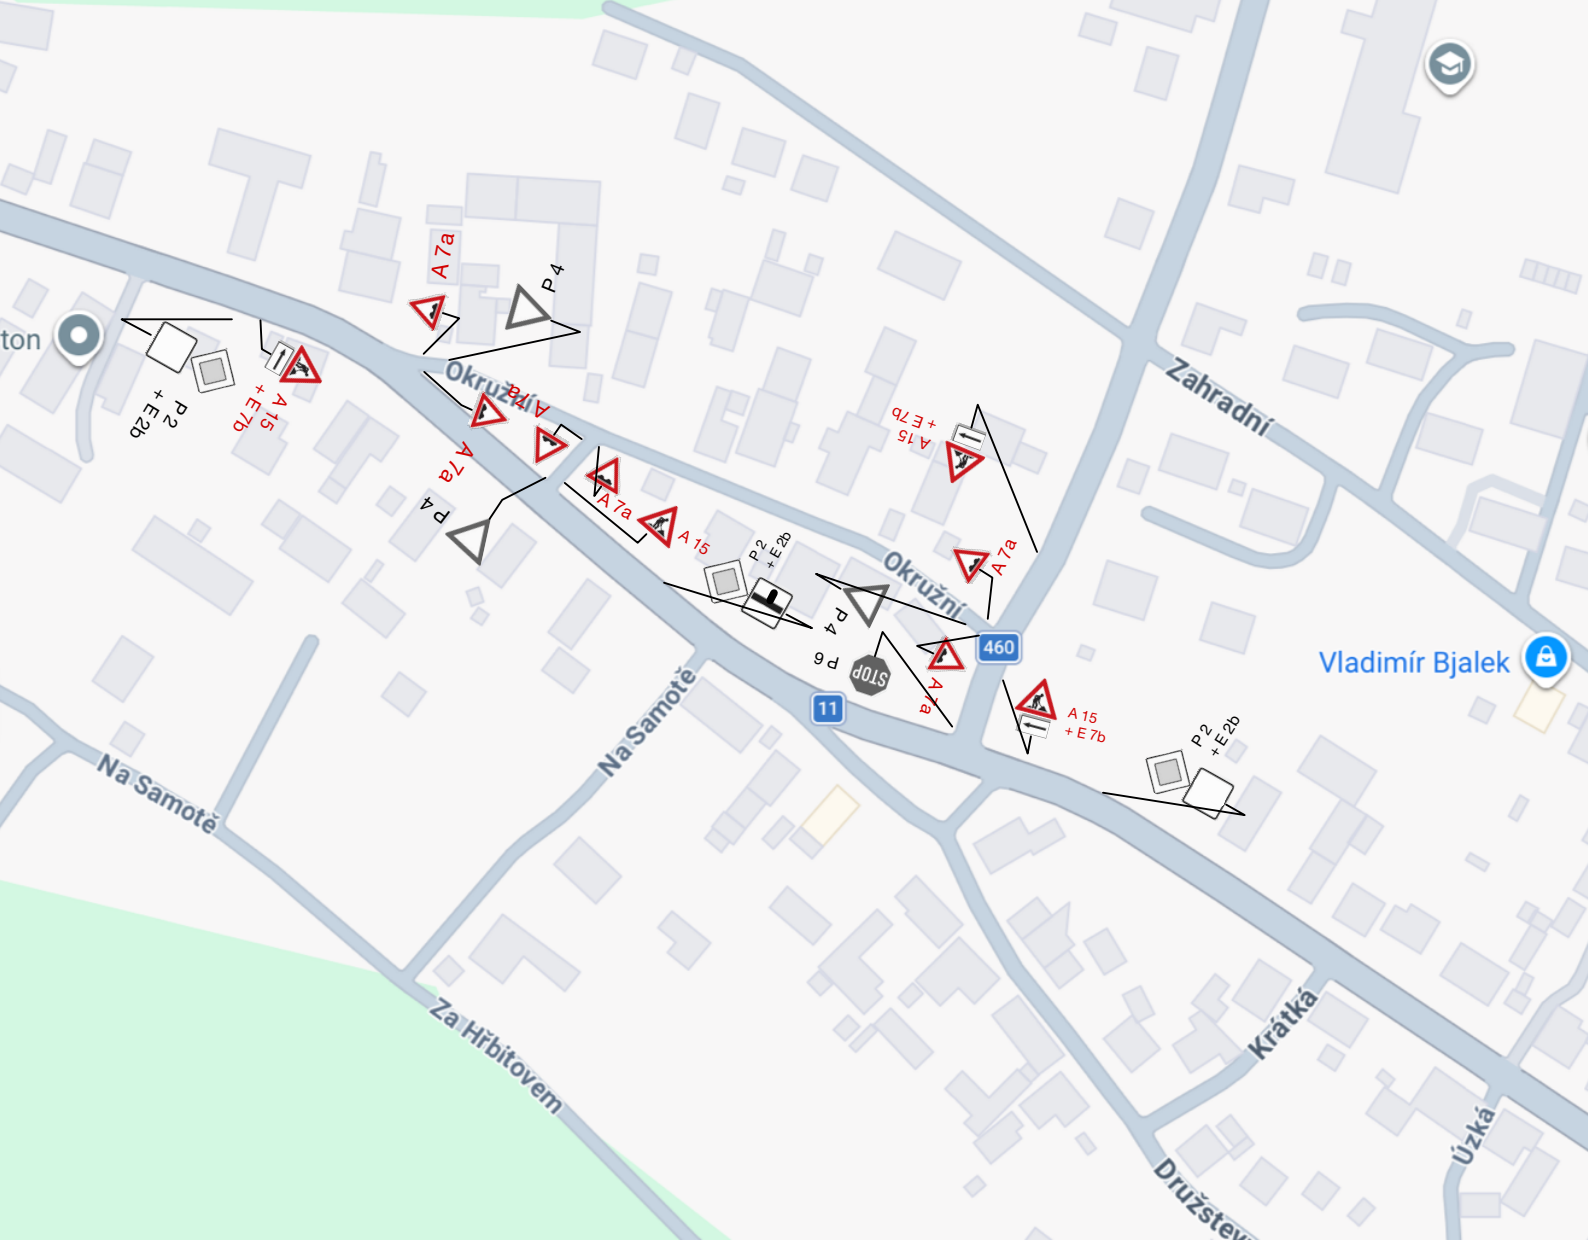 ton
A 7a
P 4
Okružní
A 7a
A 7a
P 2
+ E 2b
A 15
+ E 7b
P 4
A 7a
A 15
P 2
+ E 2b
A 15
+ E 7b
Zahradní
Okružní
A 7a
P 4
P 6
STOP
A 7a
460
11
A 15
+ E 7b
P 2
+ E 2b
Vladimír Bjalek
Na Samotě
Na Samotě
Za Hřbitovem
Krátká
Úzká
Družstev